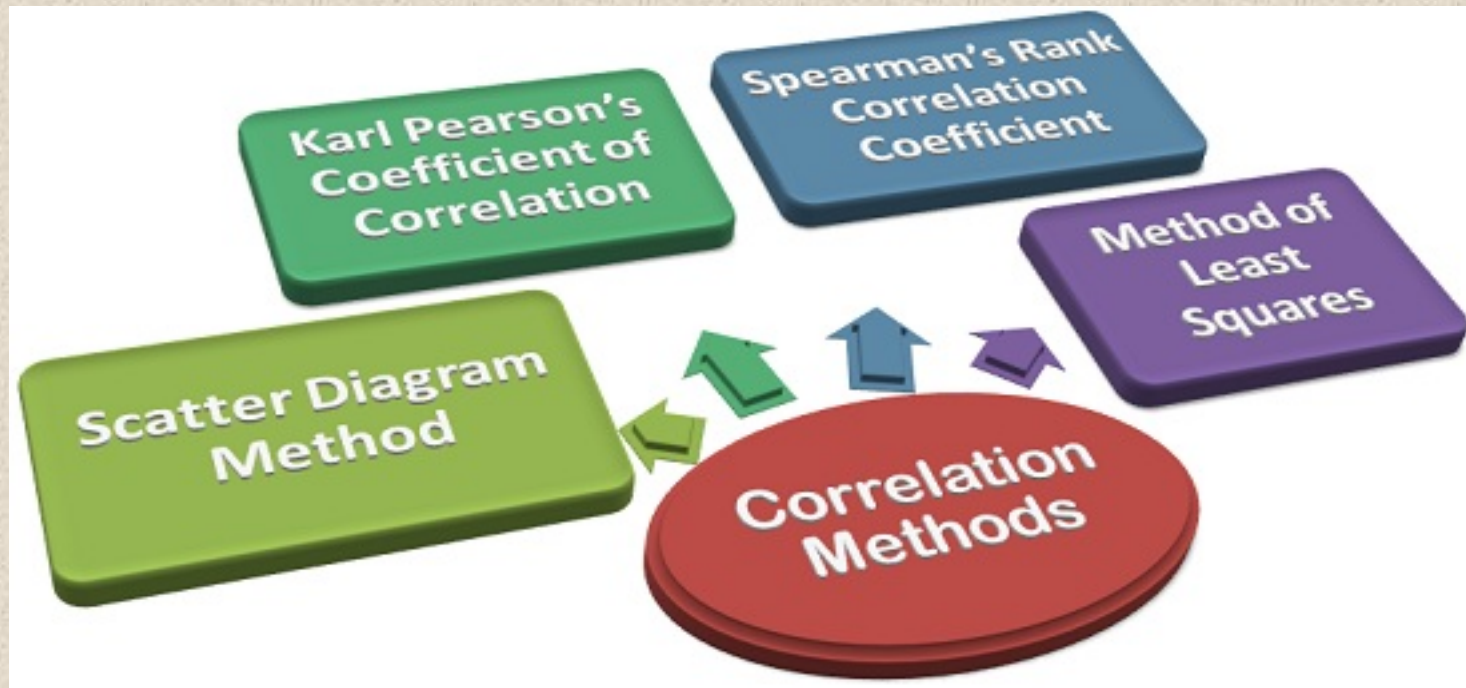 Karl Pearson's
Coefficient of
Correlation
Spearman's Rank
Correlation
Coefficient
Method of
Least
Squares
Scatter Diagram
Method
Correlation
Methods